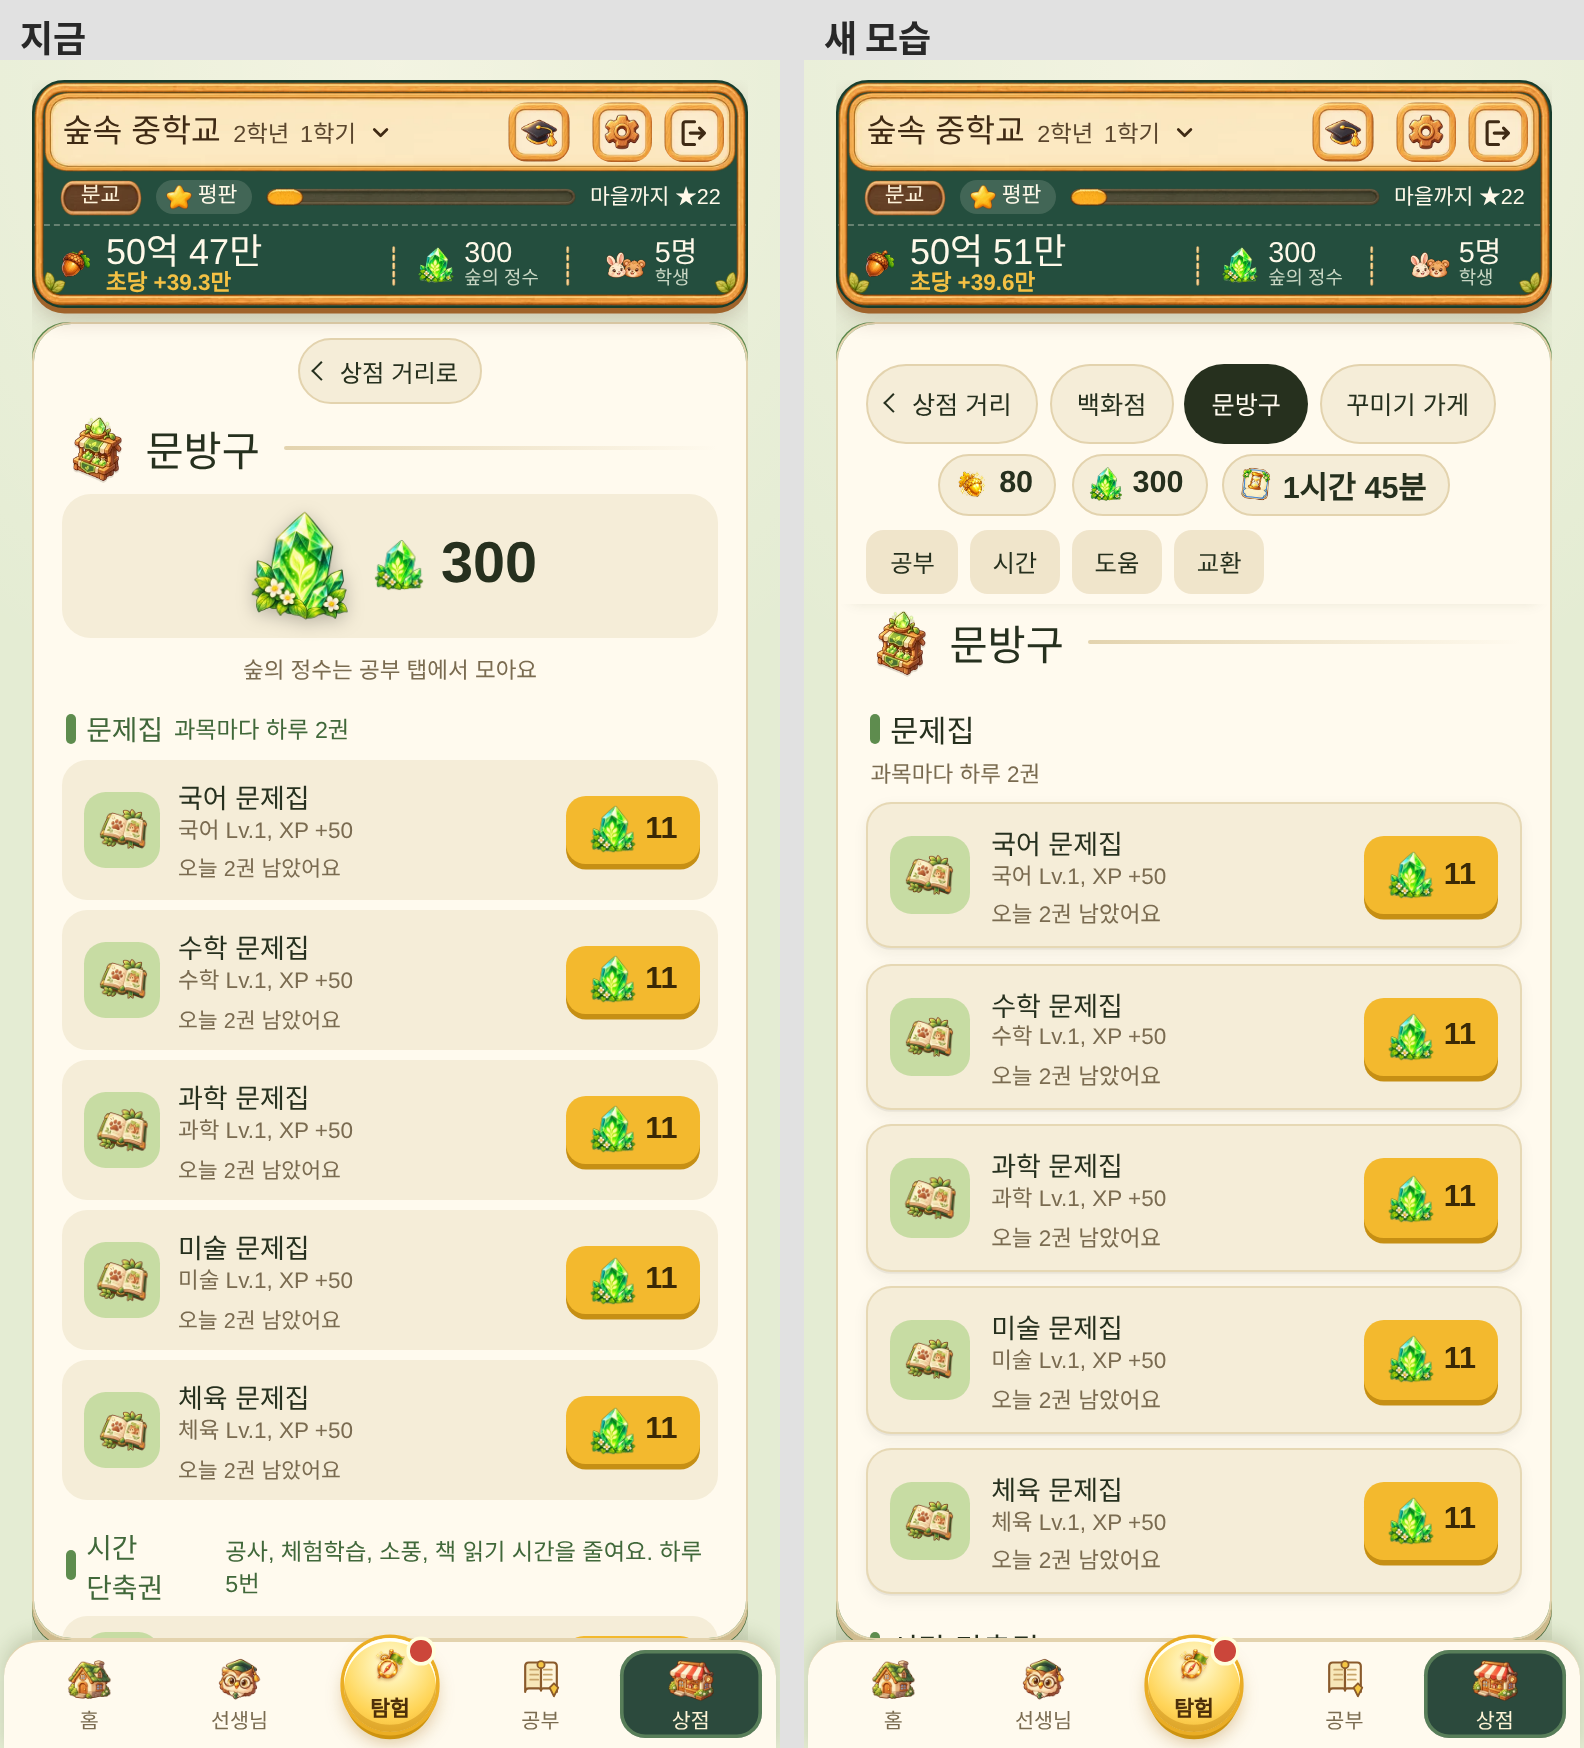 지금
숲속 중학교 2학년 1학기
분교 평판 마을까지 ★22
50억 47만 300 5명
초당 +39.3만 숲의 정수 학생
상점 거리로
문방구
300
숲의 정수는 공부 탭에서 모아요
문제집 과목마다 하루 2권
국어 문제집
국어 Lv.1, XP +50
오늘 2권 남았어요
11
수학 문제집
수학 Lv.1, XP +50
오늘 2권 남았어요
11
과학 문제집
과학 Lv.1, XP +50
오늘 2권 남았어요
11
미술 문제집
미술 Lv.1, XP +50
오늘 2권 남았어요
11
체육 문제집
체육 Lv.1, XP +50
오늘 2권 남았어요
11
시간
단축권
공사, 체험학습, 소풍, 책 읽기 시간을 줄여요. 하루
5번
홈 선생님 탐험 공부 상점
새 모습
숲속 중학교 2학년 1학기
분교 평판 마을까지 ★22
50억 51만 300 5명
초당 +39.6만 숲의 정수 학생
상점 거리 백화점 문방구 꾸미기 가게
80 300 1시간 45분
공부 시간 도움 교환
문방구
문제집
과목마다 하루 2권
국어 문제집
국어 Lv.1, XP +50
오늘 2권 남았어요
11
수학 문제집
수학 Lv.1, XP +50
오늘 2권 남았어요
11
과학 문제집
과학 Lv.1, XP +50
오늘 2권 남았어요
11
미술 문제집
미술 Lv.1, XP +50
오늘 2권 남았어요
11
체육 문제집
체육 Lv.1, XP +50
오늘 2권 남았어요
11
홈 선생님 탐험 공부 상점